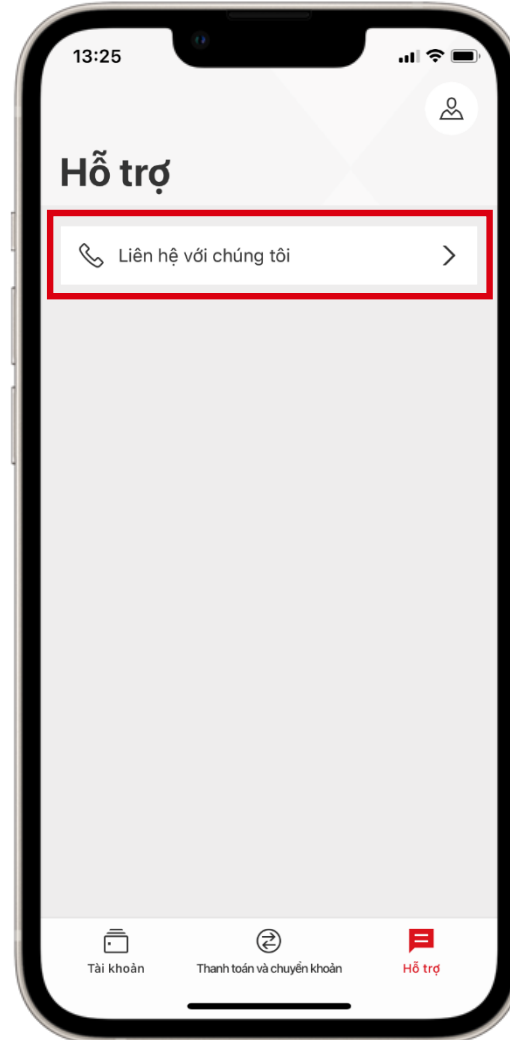 13:25
Hỗ trợ
Liên hệ với chúng tôi
Tài khoản
Thanh toán và chuyển khoản
Hỗ trợ